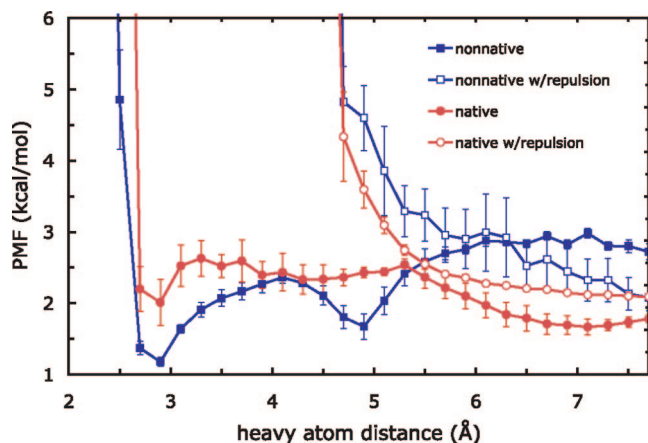 6
5
4
3
2
1
PMF (kcal/mol)
nonnative
nonnative w/repulsion
native
native w/repulsion
2 3 4 5 6 7
heavy atom distance (Å)